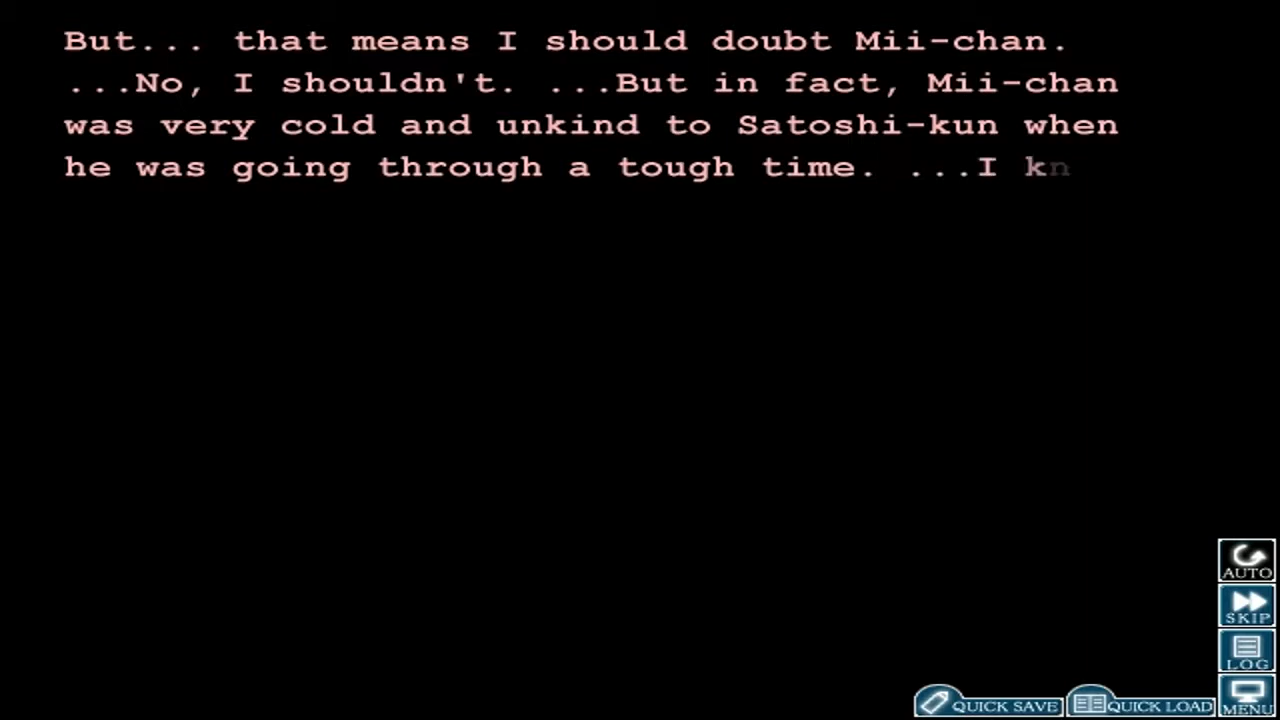 But... that means I should doubt Mii-chan.
...No, I shouldn't. ...But in fact, Mii-chan
was very cold and unkind to Satoshi-kun when
he was going through a tough time. ...I kn
AUTO
SKIP
LOG
QUICK SAVE QUICK LOAD MENU